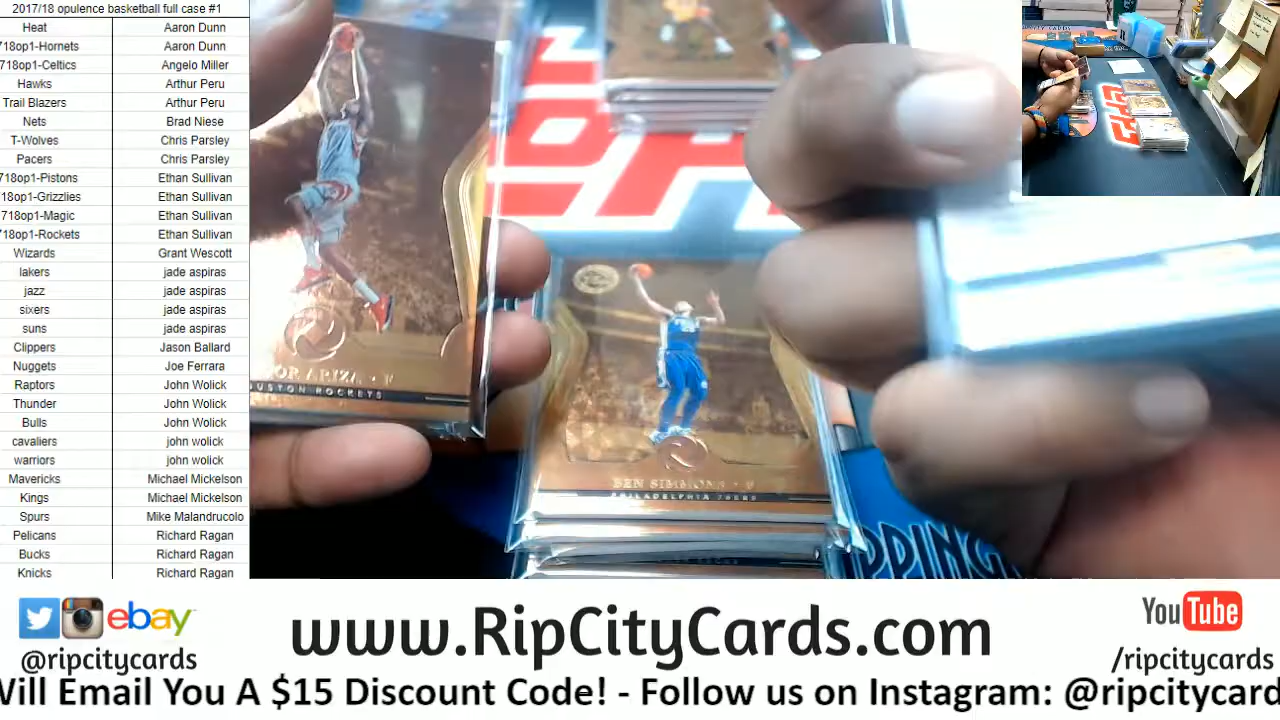 2017/18 opulence basketball full case #1
Heat Aaron Dunn
718op1-Hornets Aaron Dunn
718op1-Celtics Angelo Miller
Hawks Arthur Peru
Trail Blazers Arthur Peru
Nets Brad Niese
T-Wolves Chris Parsley
Pacers Chris Parsley
718op1-Pistons Ethan Sullivan
718op1-Grizzlies Ethan Sullivan
718op1-Magic Ethan Sullivan
718op1-Rockets Ethan Sullivan
Wizards Grant Wescott
lakers jade aspiras
jazz jade aspiras
sixers jade aspiras
suns jade aspiras
Clippers Jason Ballard
Nuggets Joe Ferrara
Raptors John Wolick
Thunder John Wolick
Bulls John Wolick
cavaliers john wolick
warriors john wolick
Mavericks Michael Mickelson
Kings Michael Mickelson
Spurs Mike Malandrucolo
Pelicans Richard Ragan
Bucks Richard Ragan
Knicks Richard Ragan
OR ARIZA • F
USTON ROCKETS
BEN SIMMONS • F
PHILADELPHIA 76ERS
PPING
ebay
@ripcitycards
www.RipCityCards.com
YouTube
/ripcitycards
Will Email You A $15 Discount Code! - Follow us on Instagram: @ripcitycard